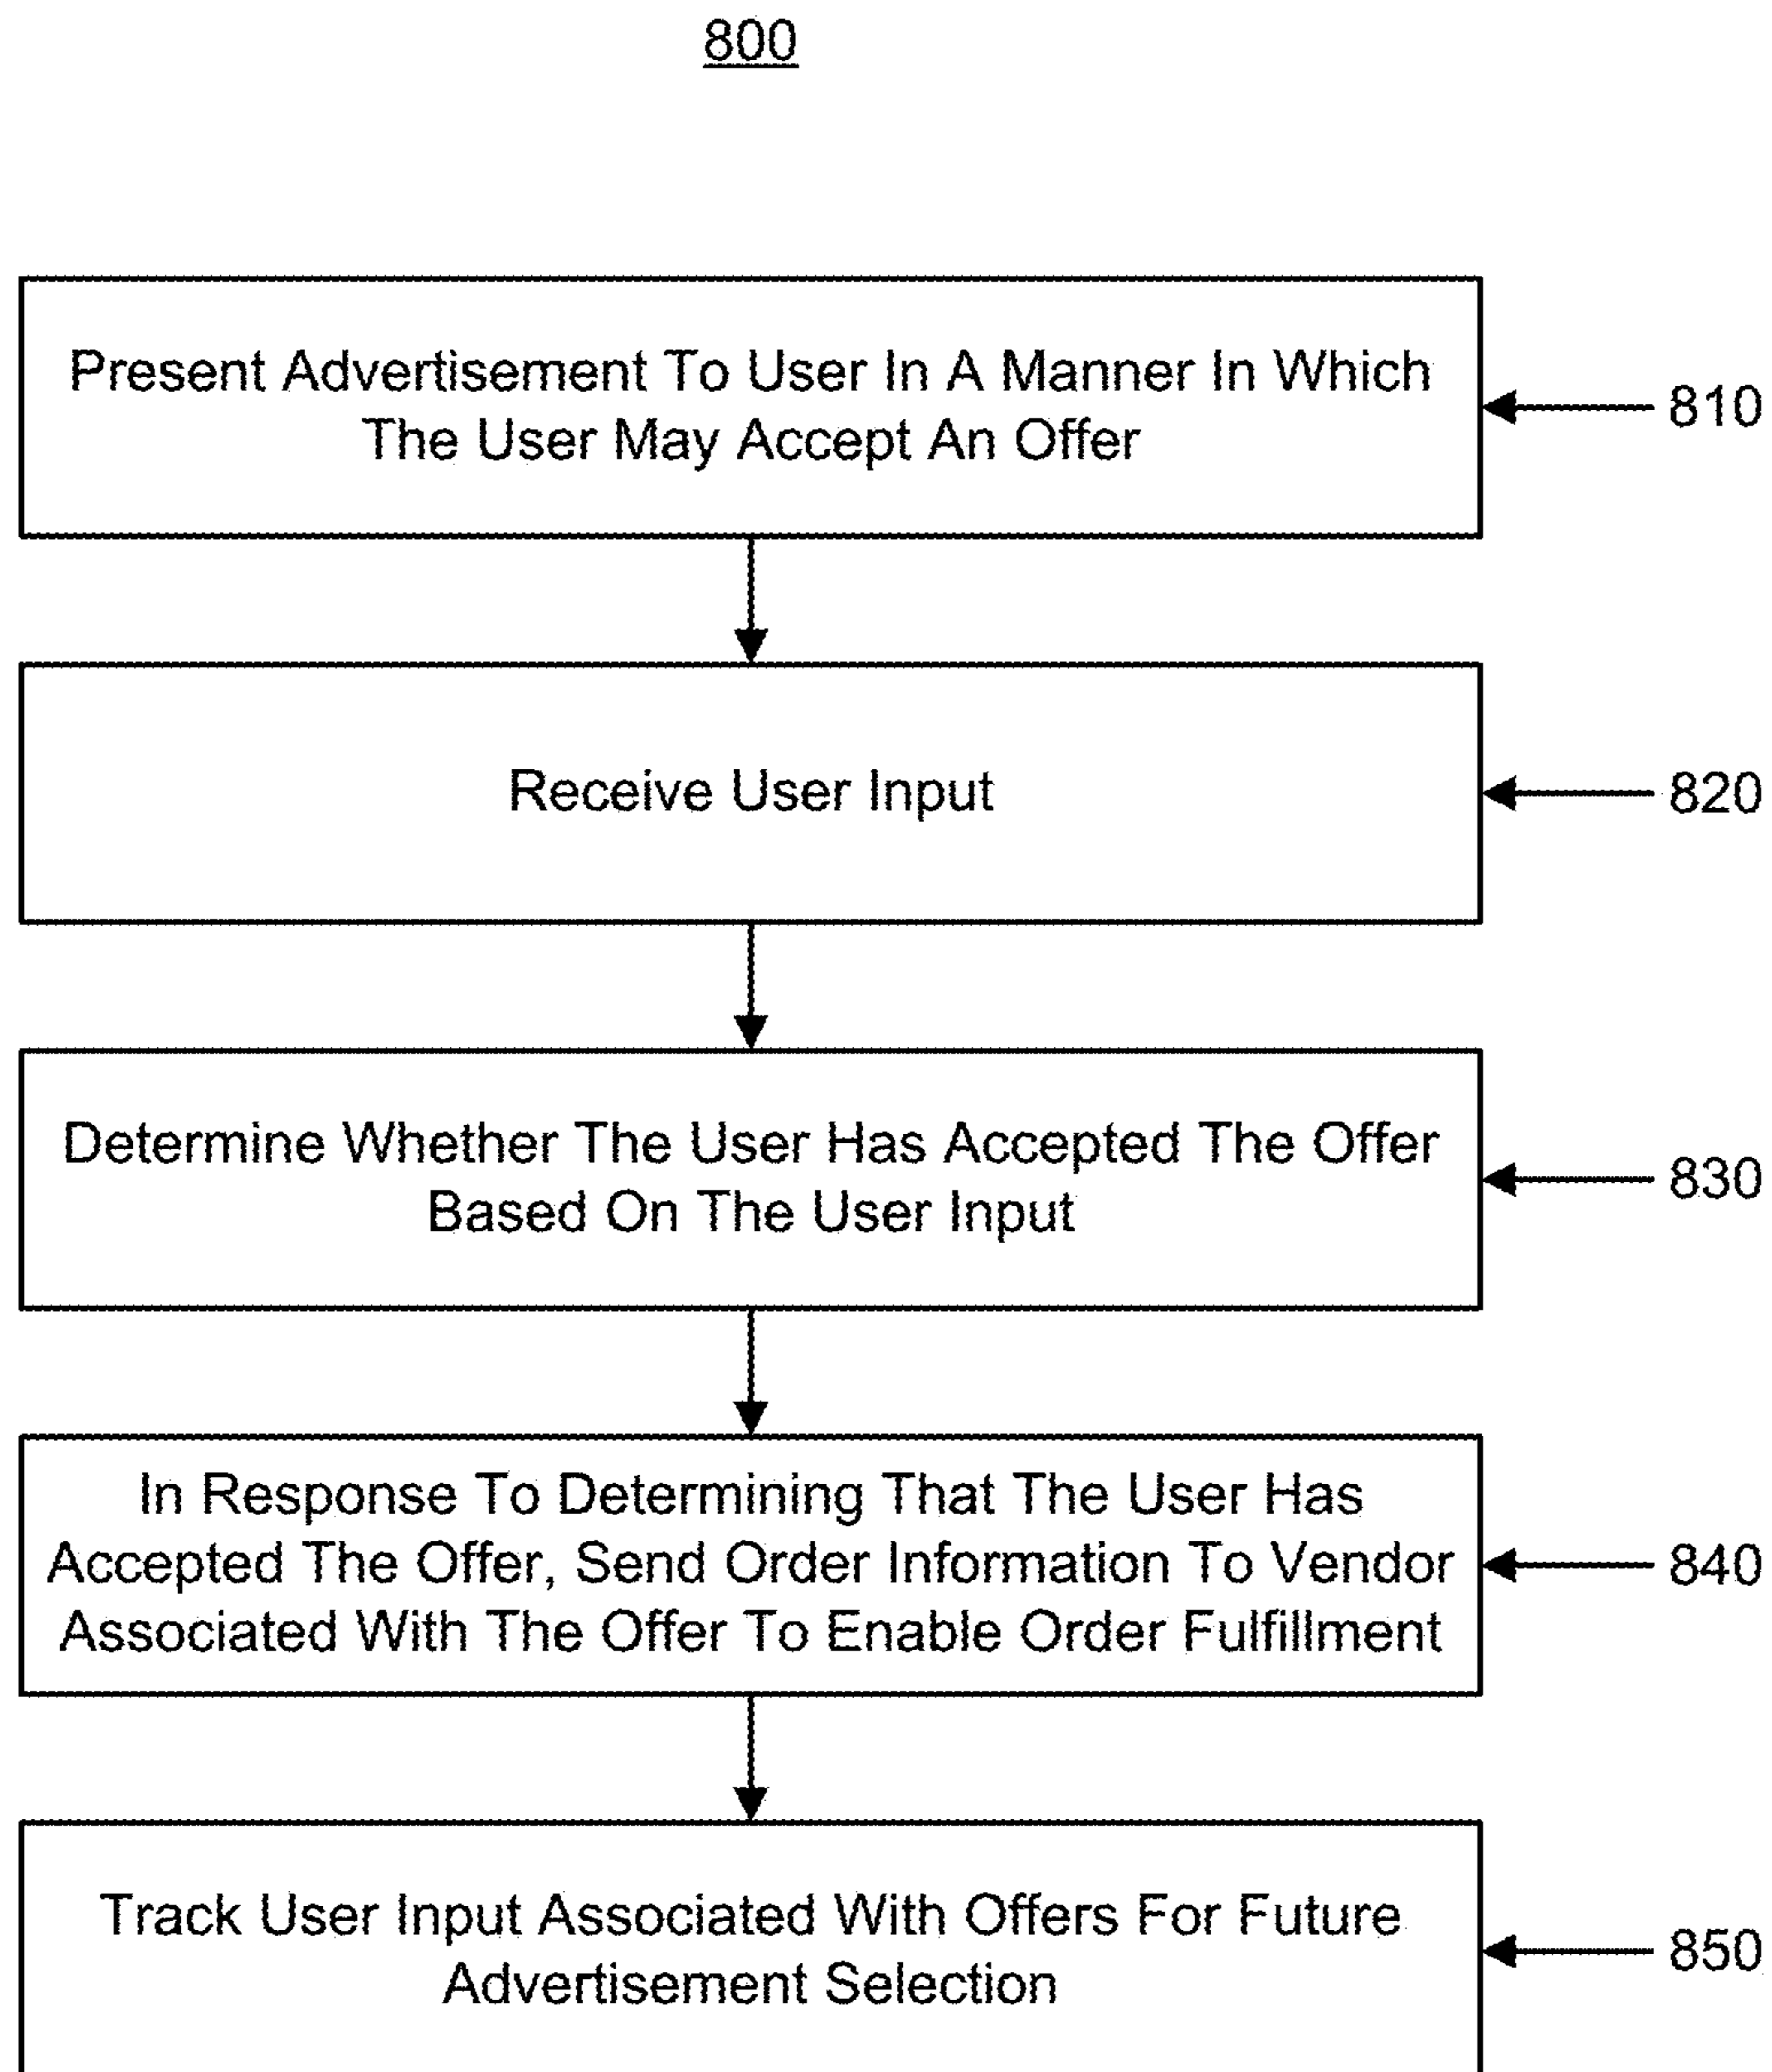 800
Present Advertisement To User In A Manner In Which
The User May Accept An Offer
810
Receive User Input
820
Determine Whether The User Has Accepted The Offer
Based On The User Input
830
In Response To Determining That The User Has
Accepted The Offer, Send Order Information To Vendor
Associated With The Offer To Enable Order Fulfillment
840
Track User Input Associated With Offers For Future
Advertisement Selection
850